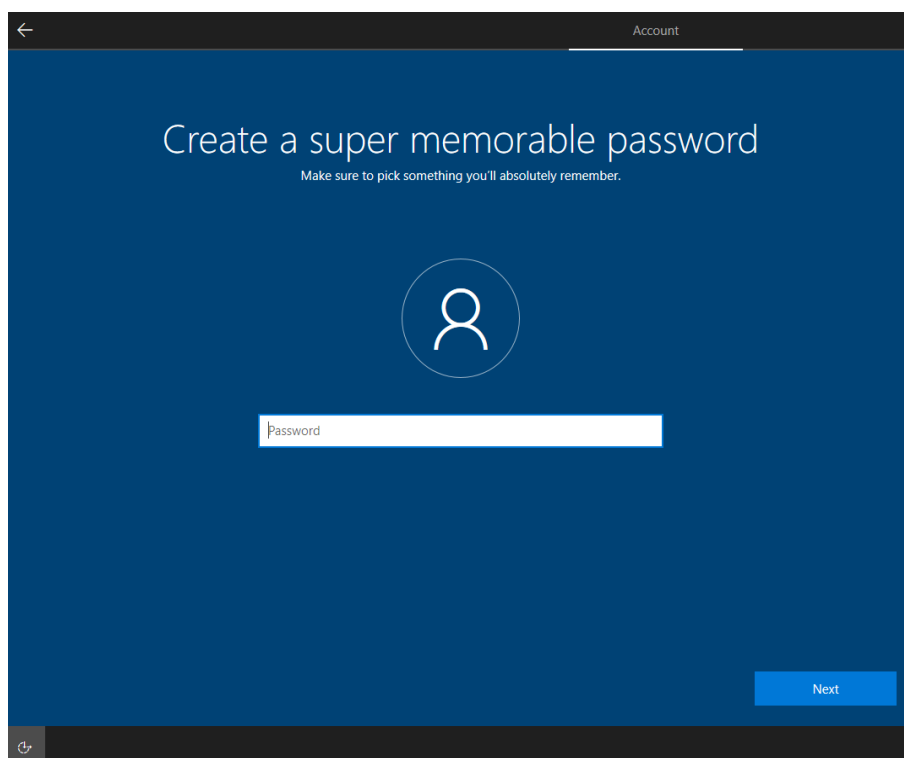 Account
Create a super memorable password
Make sure to pick something you'll absolutely remember.
Password
Next